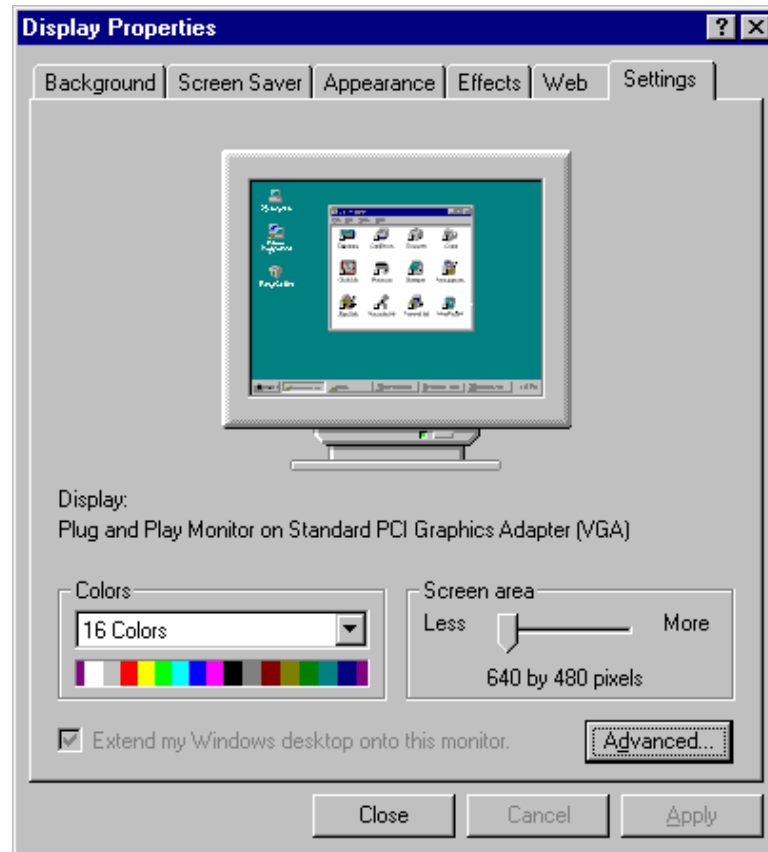 Display Properties
Background Screen Saver Appearance Effects Web Settings
Display:
Plug and Play Monitor on Standard PCI Graphics Adapter (VGA)
Colors
16 Colors
Screen area
Less More
640 by 480 pixels
Extend my Windows desktop onto this monitor.
Advanced...
Close Cancel Apply